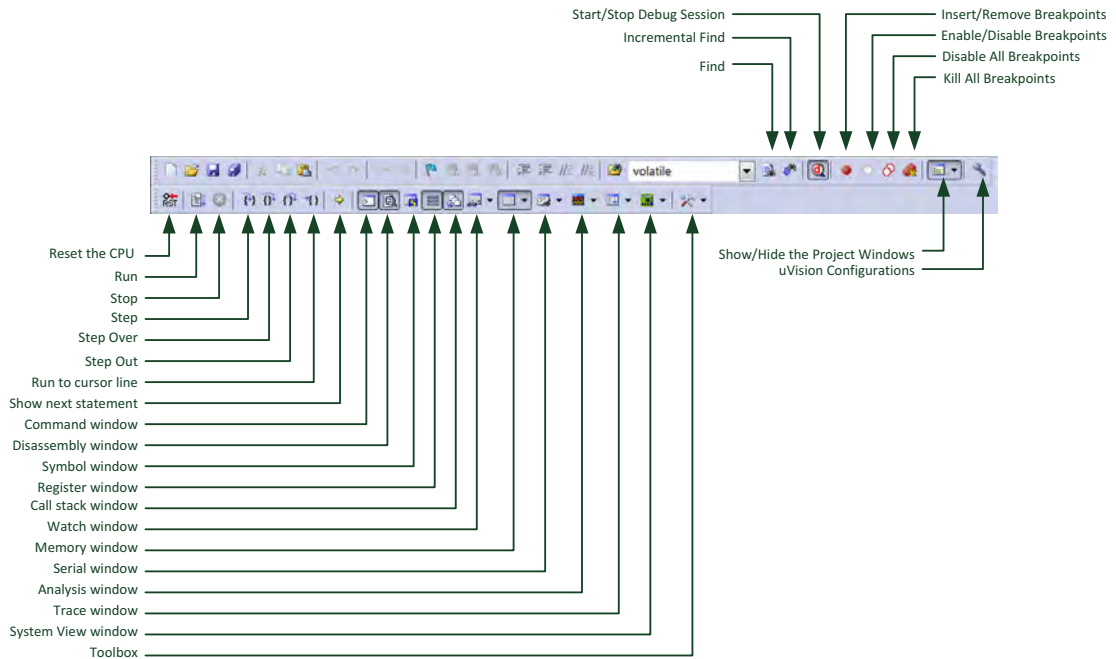 Start/Stop Debug Session
Incremental Find
Find
Insert/Remove Breakpoints
Enable/Disable Breakpoints
Disable All Breakpoints
Kill All Breakpoints
volatile
RST
Reset the CPU
Run
Stop
Step
Step Over
Step Out
Run to cursor line
Show next statement
Command window
Disassembly window
Symbol window
Register window
Call stack window
Watch window
Memory window
Serial window
Analysis window
Trace window
System View window
Toolbox
Show/Hide the Project Windows
uVision Configurations